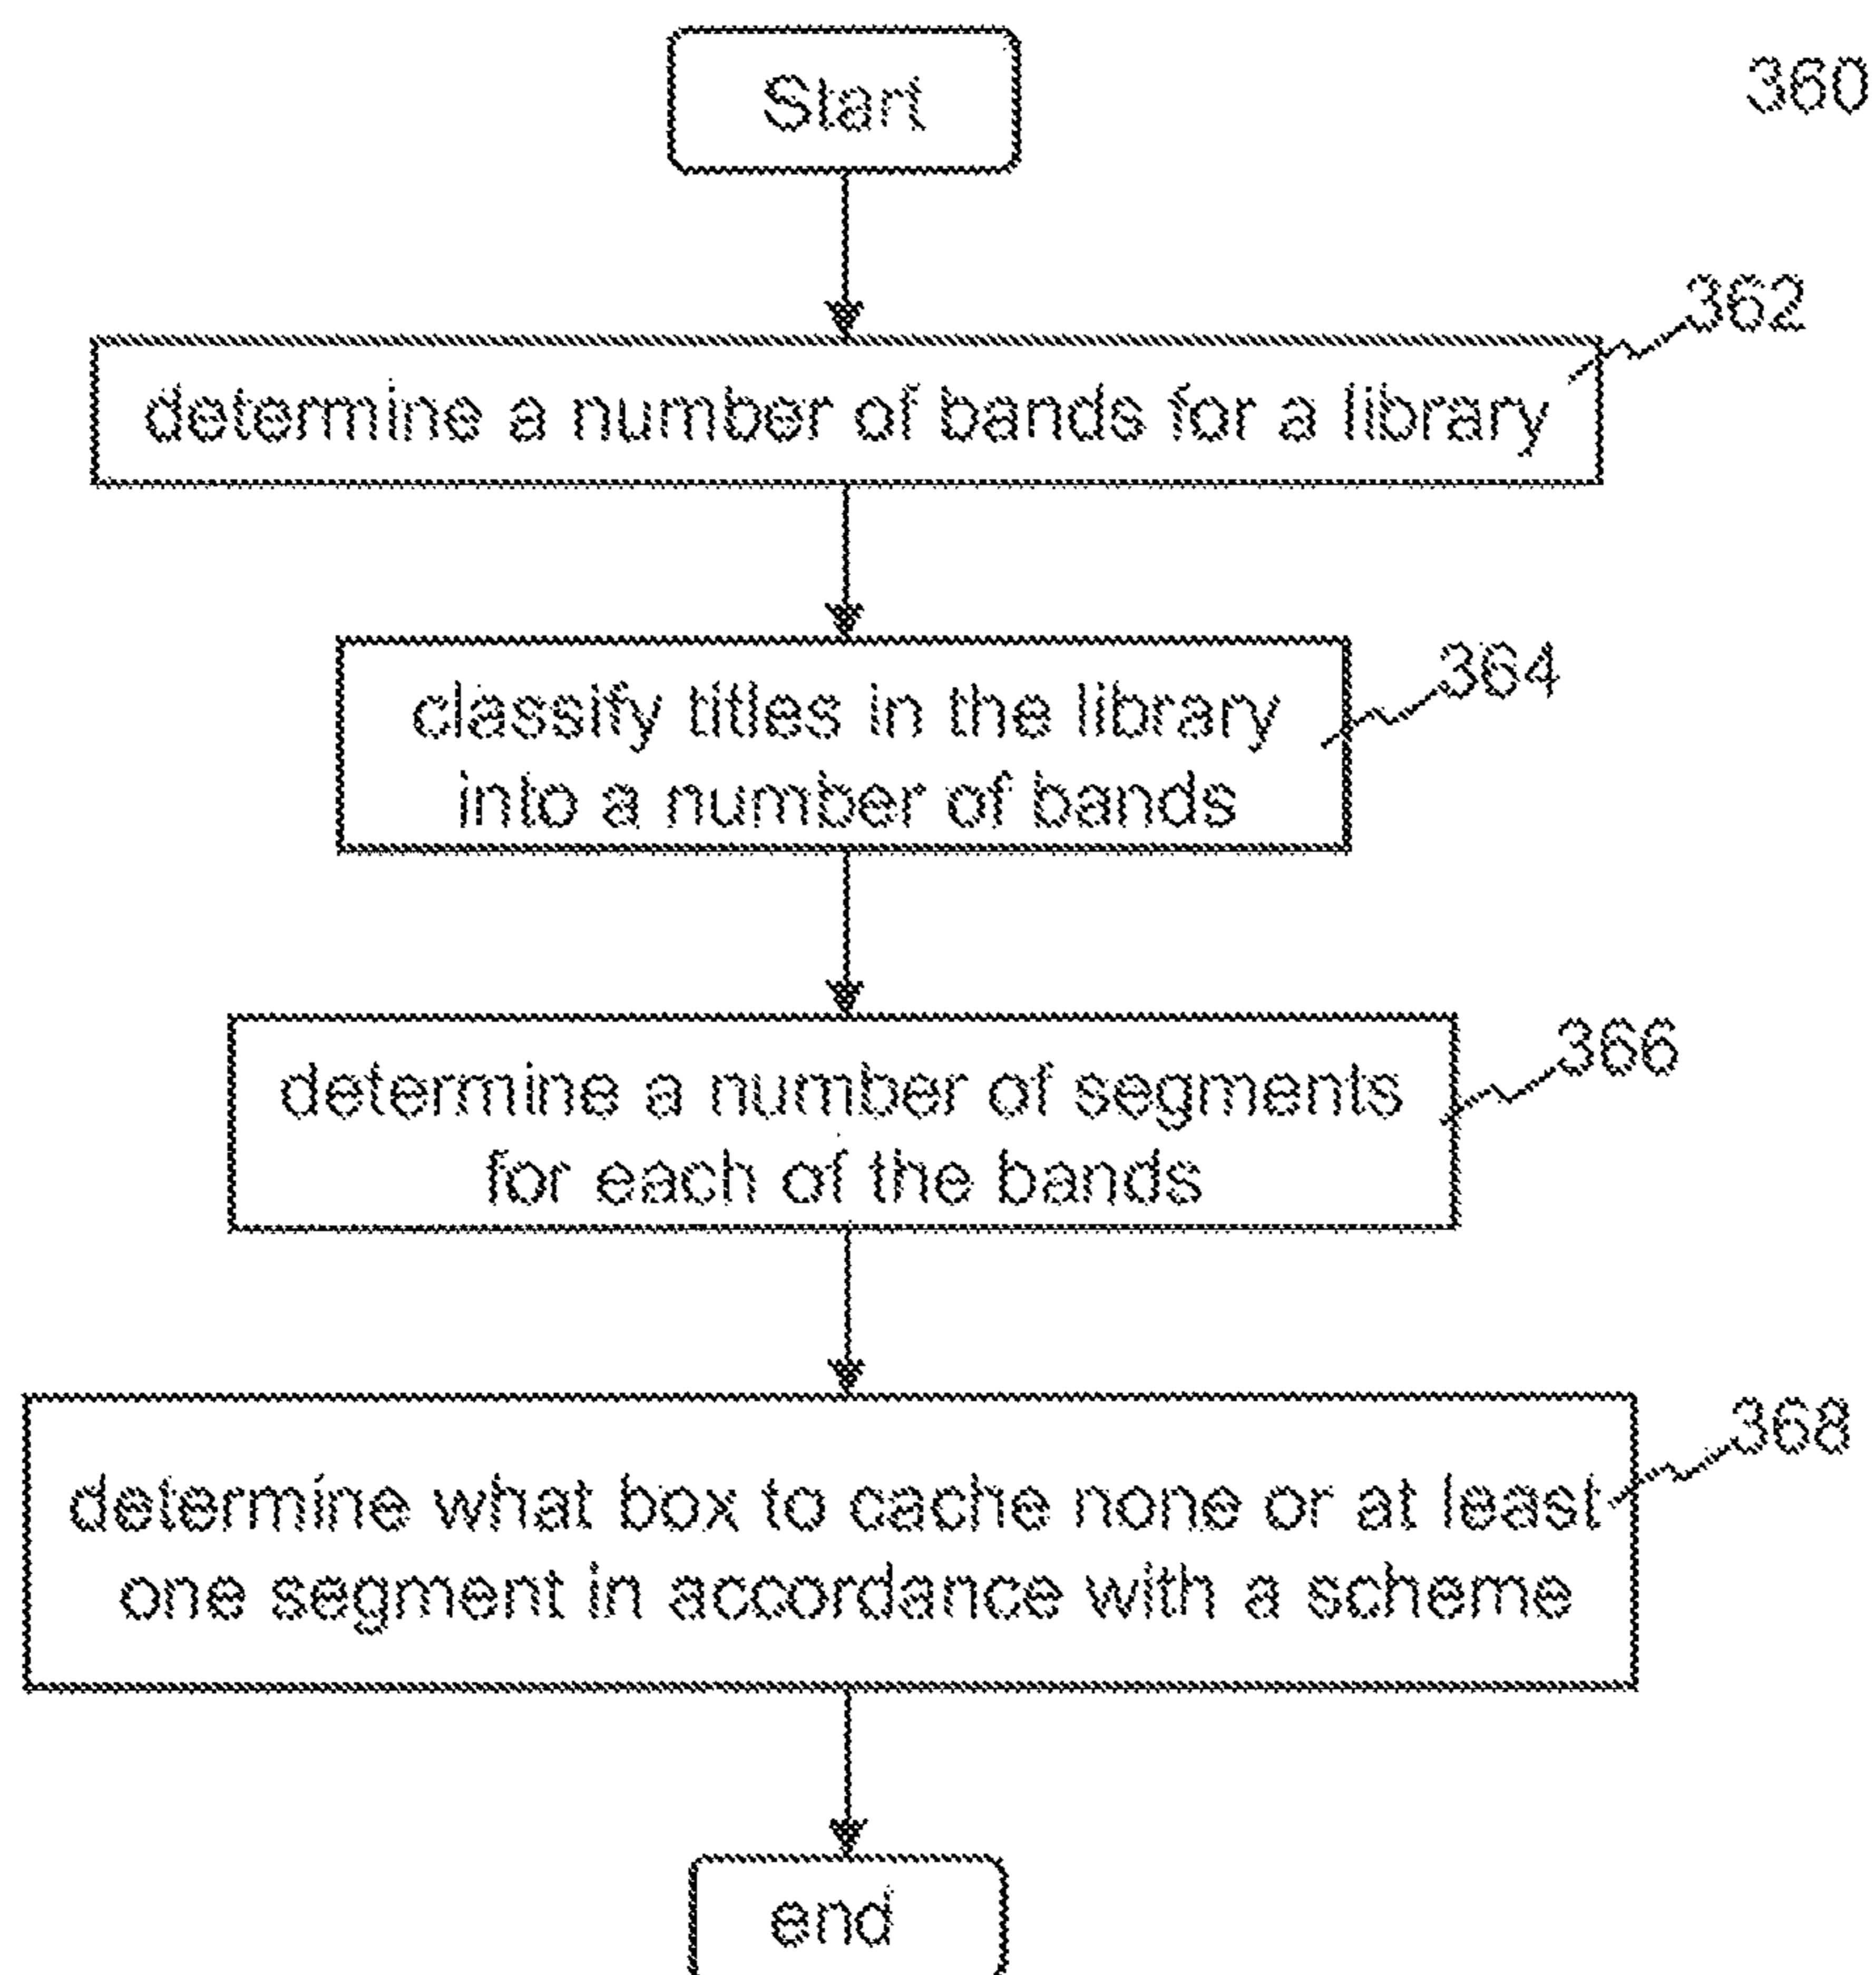 Start
360
362
determine a number of bands for a library
364
classify titles in the library
into a number of bands
366
determine a number of segments
for each of the bands
368
determine what box to cache none or at least
one segment in accordance with a scheme
end